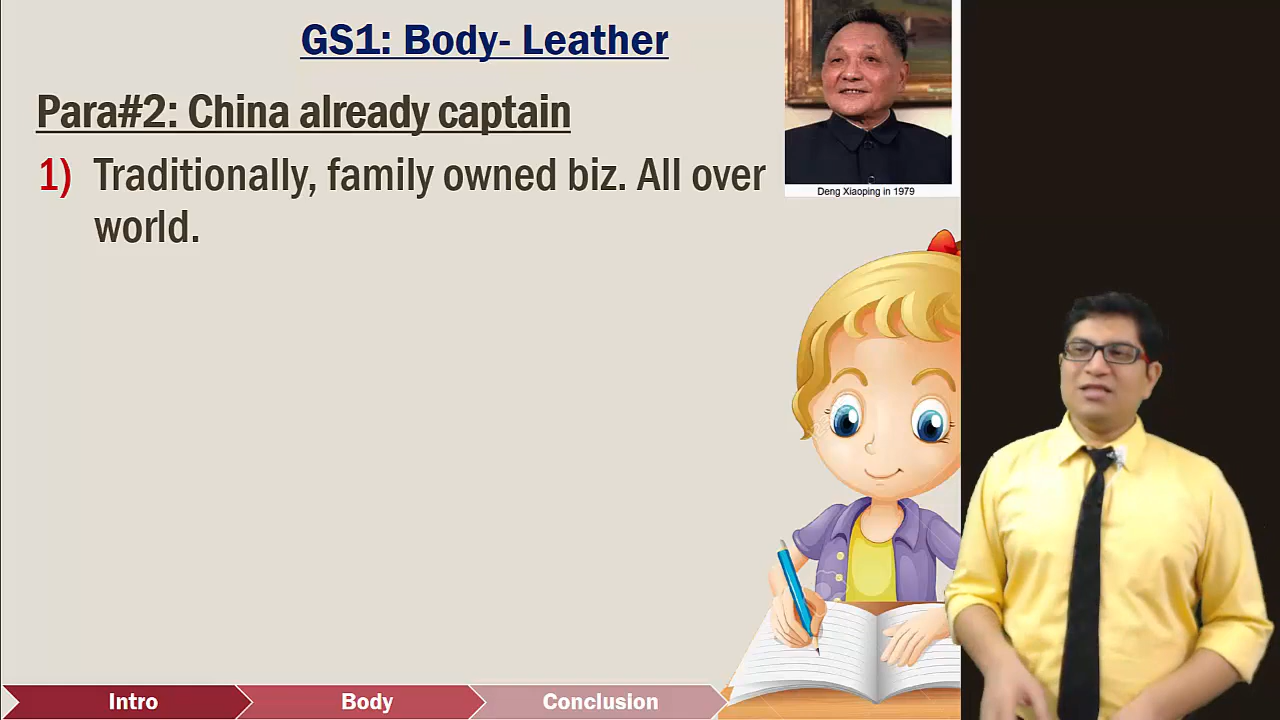 GS1: Body- Leather
Para#2: China already captain
1) Traditionally, family owned biz. All over
world.
Deng Xiaoping in 1979
Intro
Body
Conclusion